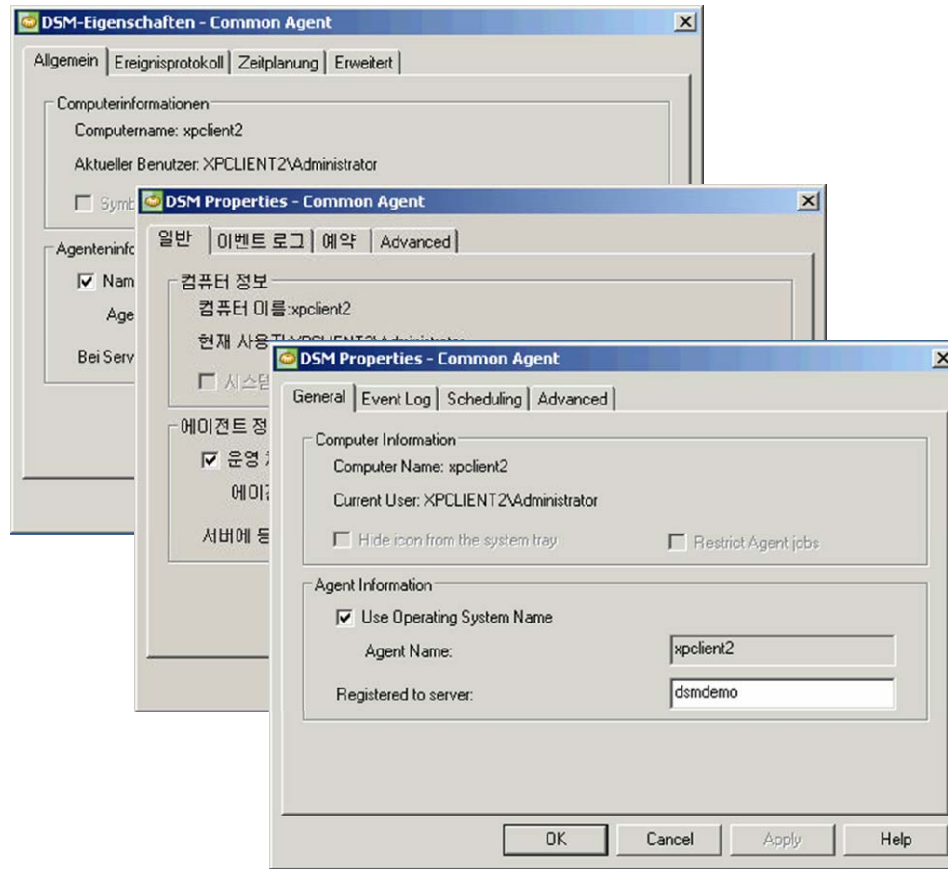 DSM-Eigenschaften - Common Agent
Allgemein Ereignisprotokoll Zeitplanung Erweitert
Computerinformationen
Computername: xpclient2
Aktueller Benutzer: XPCLIENT2\Administrator
DSM Properties - Common Agent
일반 이벤트 로그 예약 Advanced
컴퓨터 정보
컴퓨터 이름:xpclient2
현재
에이전트
운영
서버에
DSM Properties - Common Agent
General Event Log Scheduling Advanced
Computer Information
Computer Name: xpclient2
Current User: XPCLIENT2\Administrator
Hide icon from the system tray Restrict Agent jobs
Agent Information
Use Operating System Name
Agent Name: xpclient2
Registered to server: dsmdemo
OK Cancel Apply Help